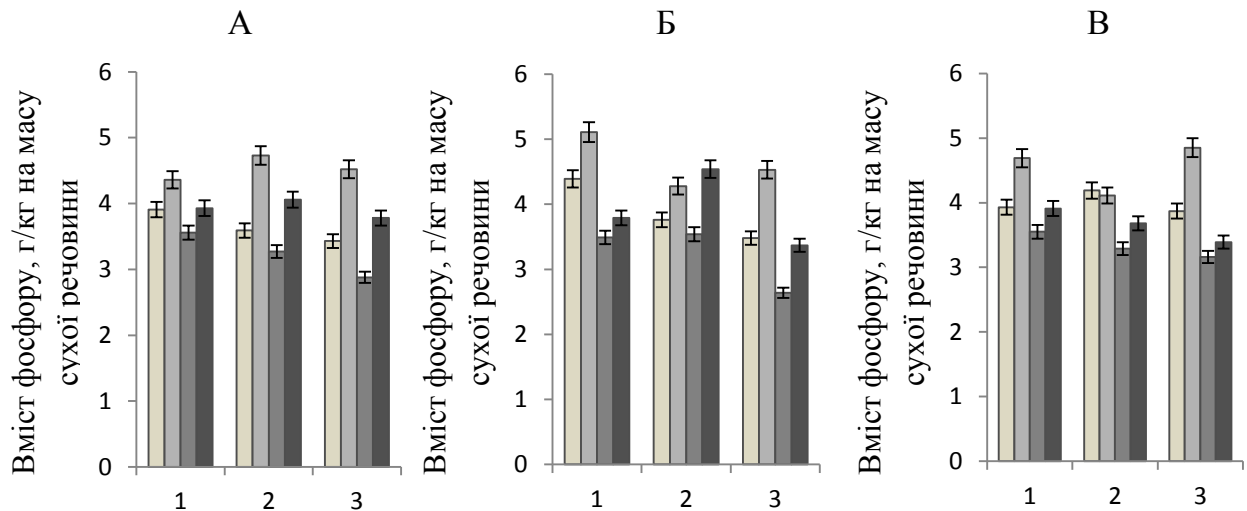 А
Вміст фосфору, г/кг на масу
сухої речовини
6
5
4
3
2
1
0
1 2 3
Б
Вміст фосфору, г/кг на масу
сухої речовини
6
5
4
3
2
1
0
1 2 3
В
Вміст фосфору, г/кг на масу
сухої речовини
6
5
4
3
2
1
0
1 2 3